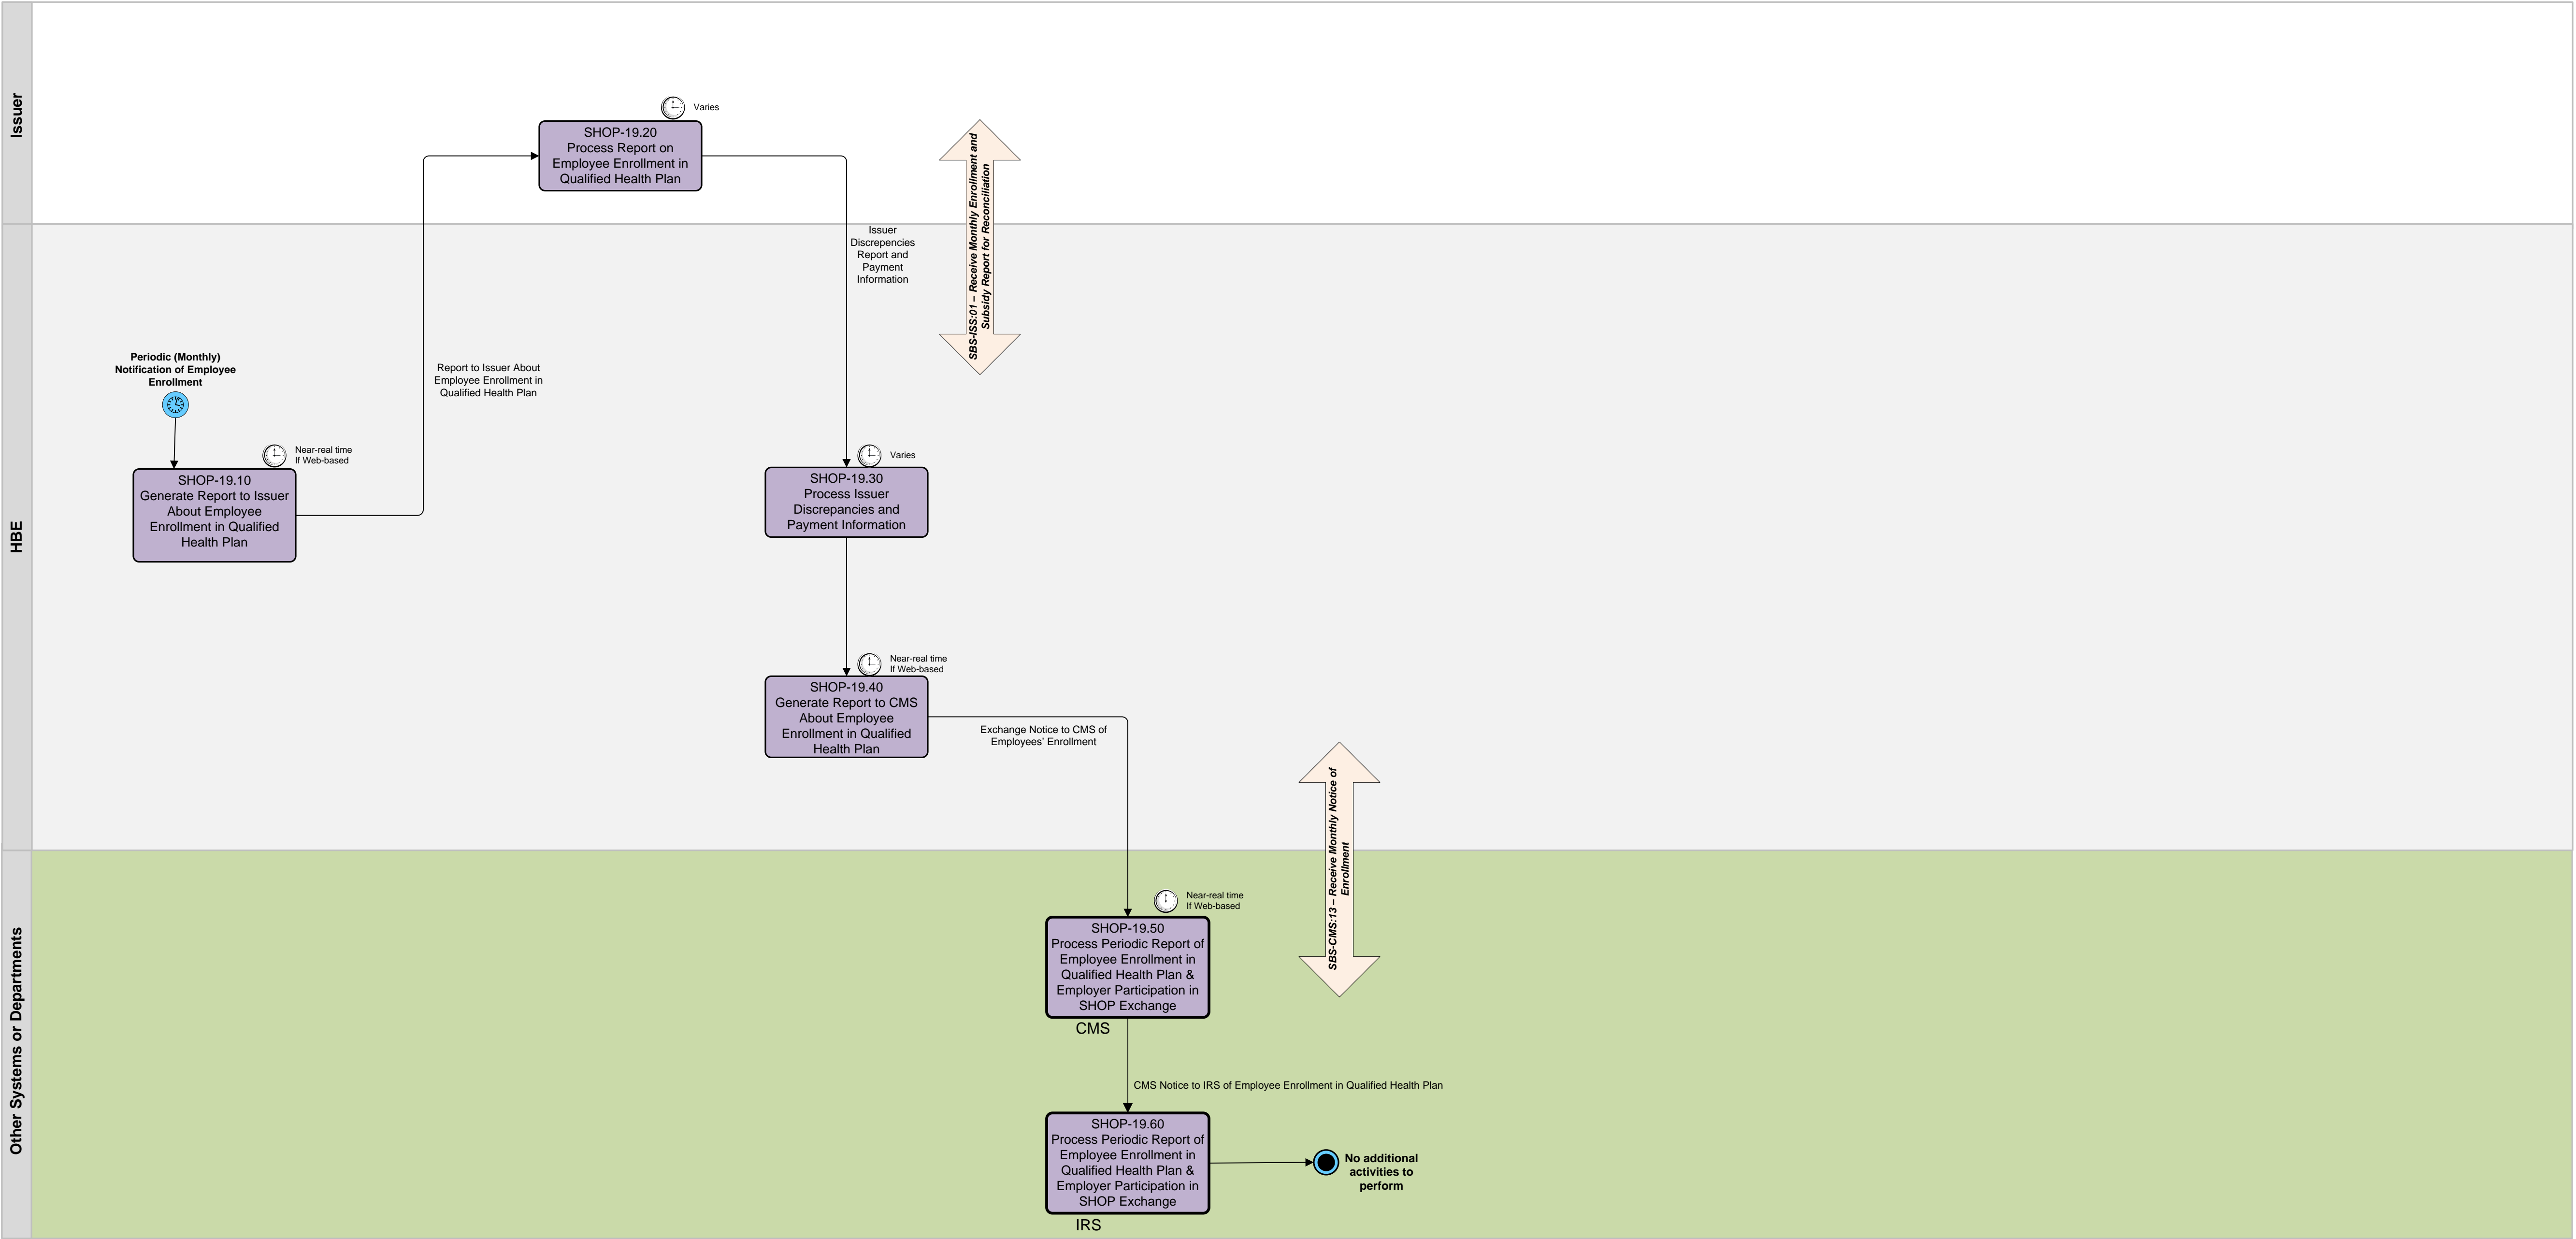 Issuer
Varies
SHOP-19.20
Process Report on
Employee Enrollment in
Qualified Health Plan
SBS-ISS:01 – Receive Monthly Enrollment and
Subsidy Report for Reconciliation
HBE
Issuer
Discrepencies
Report and
Payment
Information
Periodic (Monthly)
Notification of Employee
Enrollment
Report to Issuer About
Employee Enrollment in
Qualified Health Plan
Near-real time
If Web-based
SHOP-19.10
Generate Report to Issuer
About Employee
Enrollment in Qualified
Health Plan
Varies
SHOP-19.30
Process Issuer
Discrepancies and
Payment Information
Near-real time
If Web-based
SHOP-19.40
Generate Report to CMS
About Employee
Enrollment in Qualified
Health Plan
Exchange Notice to CMS of
Employees' Enrollment
SBS-CMS:13 – Receive Monthly Notice of
Enrollment
Other Systems or Departments
Near-real time
If Web-based
SHOP-19.50
Process Periodic Report of
Employee Enrollment in
Qualified Health Plan &
Employer Participation in
SHOP Exchange
CMS
CMS Notice to IRS of Employee Enrollment in Qualified Health Plan
SHOP-19.60
Process Periodic Report of
Employee Enrollment in
Qualified Health Plan &
Employer Participation in
SHOP Exchange
IRS
No additional
activities to
perform